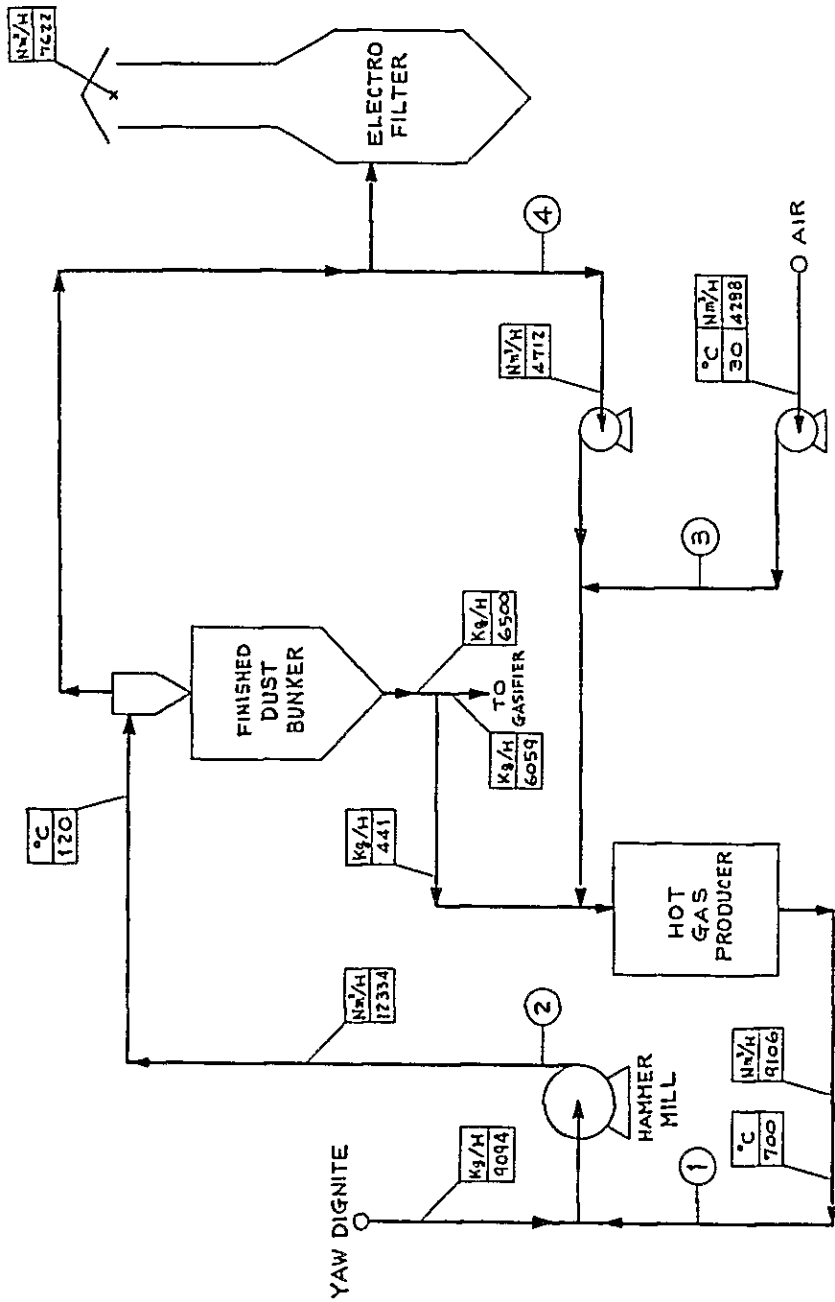 Nm³/H
7622
ELECTRO
FILTER
4
Nm³/H
4712
°C Nm³/H
30 4298
AIR
3
°C
120
FINISHED
DUST
BUNKER
Kg/H
6500
TO
GASIFIER
Kg/H
6059
Kg/H
441
HOT
GAS
PRODUCER
Nm³/H
12334
2
HAMMER
MILL
YAW DIGNITE
Kg/H
9094
1
°C
700
Nm³/H
9106